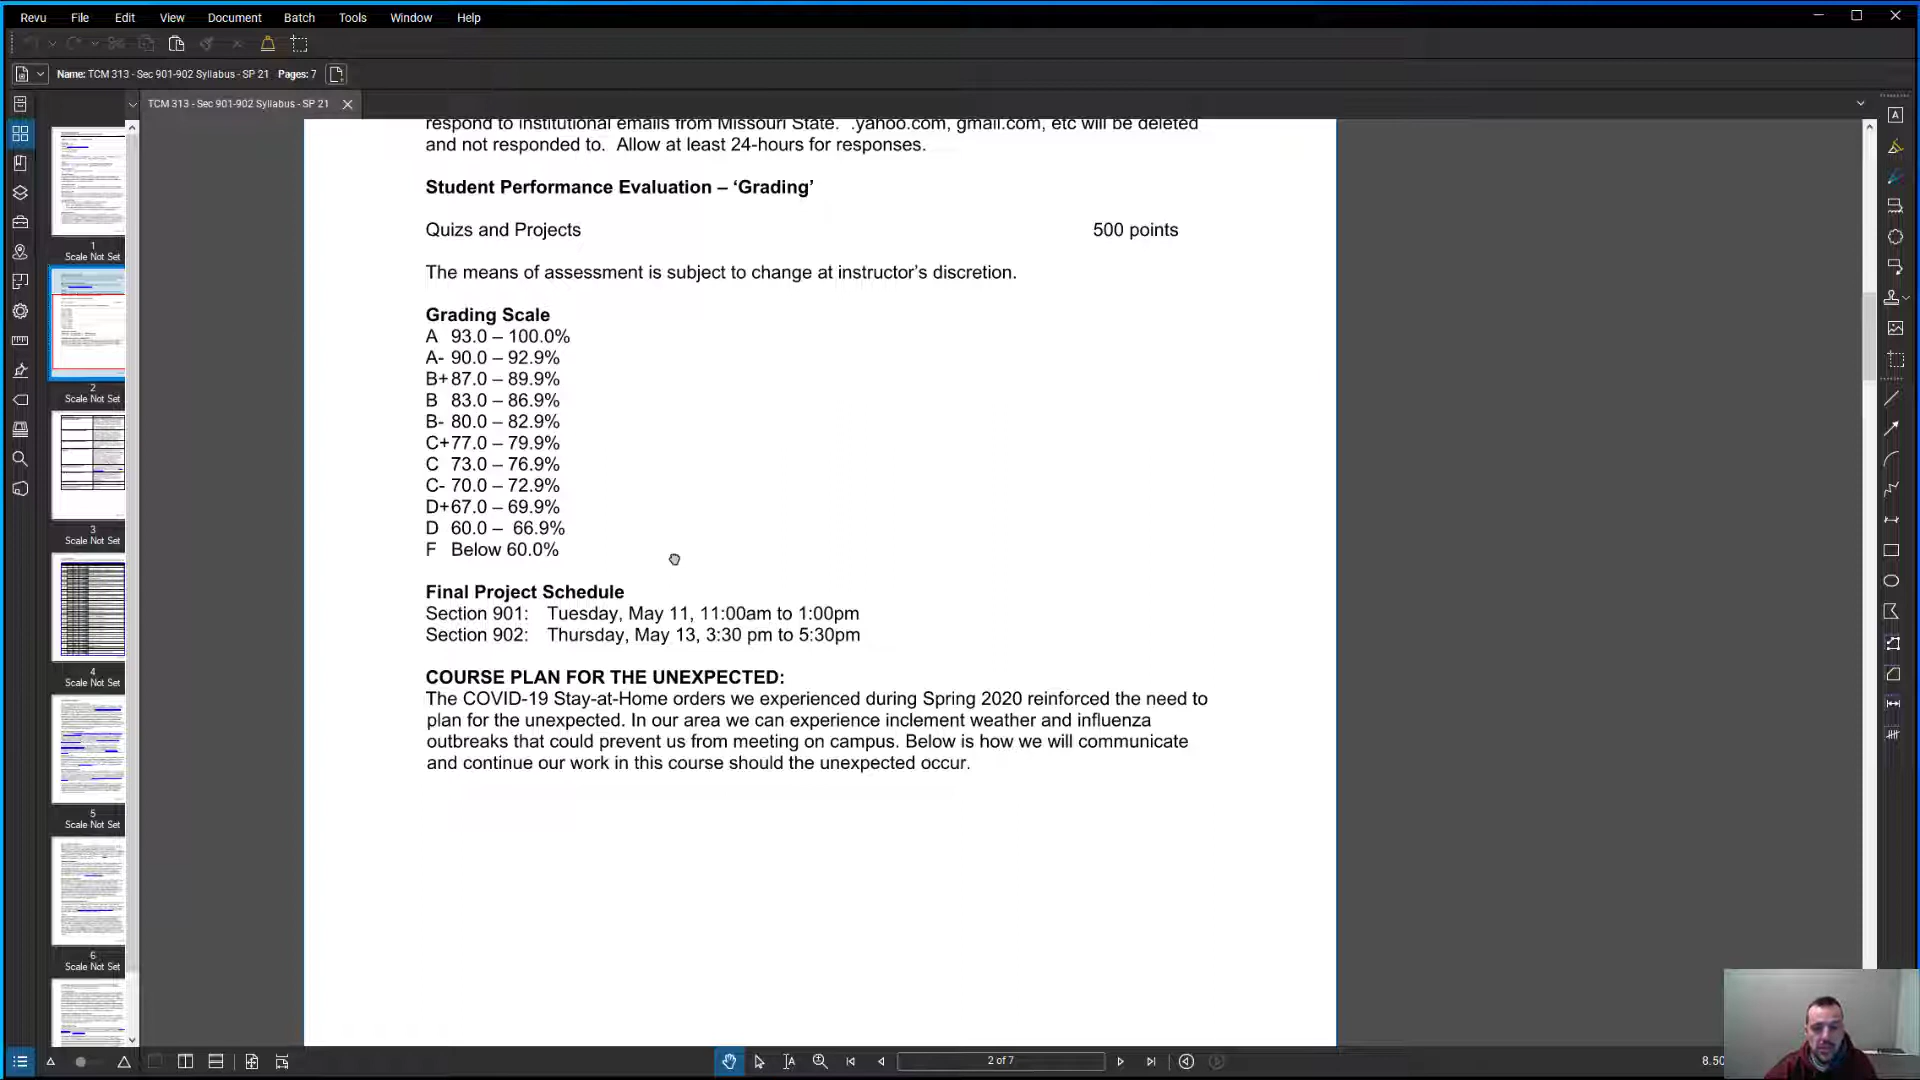 Revu File Edit View Document Batch Tools Window Help
Name: TCM 313 - Sec 901-902 Syllabus - SP 21 Pages: 7
TCM 313 - Sec 901-902 Syllabus - SP 21
respond to institutional emails from Missouri State. .yahoo.com, gmail.com, etc will be deleted
and not responded to. Allow at least 24-hours for responses.
Student Performance Evaluation – ‘Grading’
Quizs and Projects 500 points
The means of assessment is subject to change at instructor’s discretion.
Grading Scale
A 93.0 – 100.0%
A- 90.0 – 92.9%
B+ 87.0 – 89.9%
B 83.0 – 86.9%
B- 80.0 – 82.9%
C+ 77.0 – 79.9%
C 73.0 – 76.9%
C- 70.0 – 72.9%
D+ 67.0 – 69.9%
D 60.0 – 66.9%
F Below 60.0%
Final Project Schedule
Section 901: Tuesday, May 11, 11:00am to 1:00pm
Section 902: Thursday, May 13, 3:30 pm to 5:30pm
COURSE PLAN FOR THE UNEXPECTED:
The COVID-19 Stay-at-Home orders we experienced during Spring 2020 reinforced the need to
plan for the unexpected. In our area we can experience inclement weather and influenza
outbreaks that could prevent us from meeting on campus. Below is how we will communicate
and continue our work in this course should the unexpected occur.
1
Scale Not Set
2
Scale Not Set
3
Scale Not Set
4
Scale Not Set
5
Scale Not Set
6
Scale Not Set
2 of 7
8.50